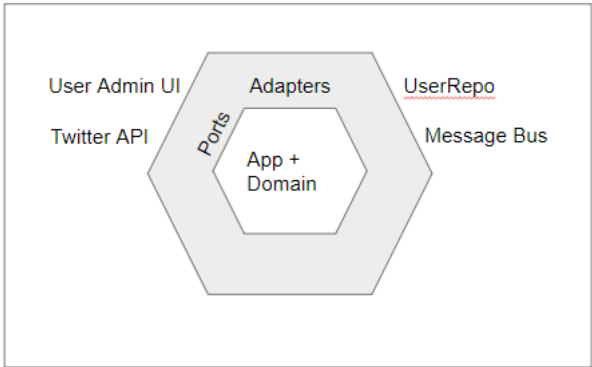 User Admin UI
Adapters
UserRepo
Twitter API
Ports
Message Bus
App +
Domain